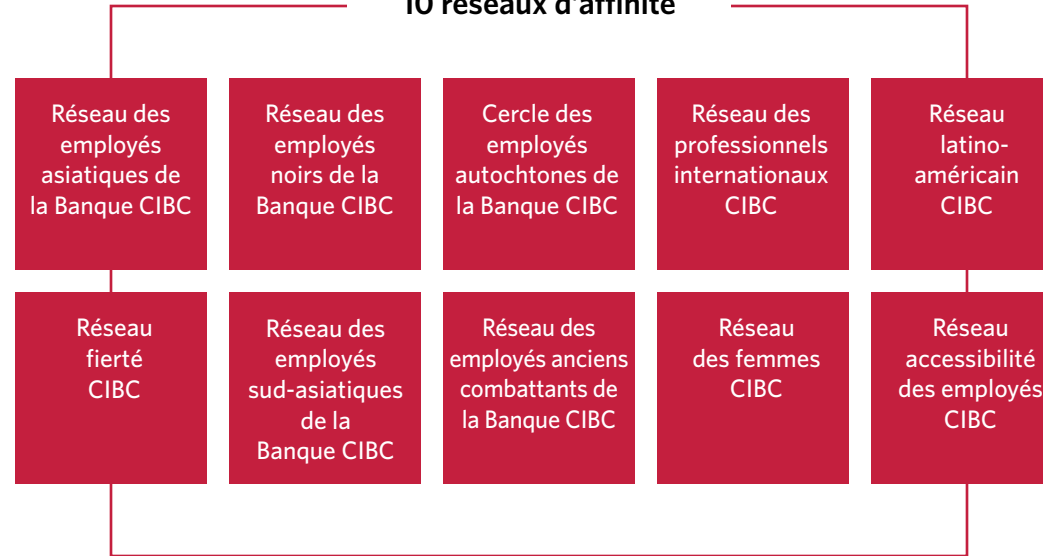 10 réseaux d'affinité
Réseau des
employés
asiatiques de
la Banque CIBC
Réseau des
employés
noirs de la
Banque CIBC
Cercle des
employés
autochtones de
la Banque CIBC
Réseau des
professionnels
internationaux
CIBC
Réseau
latino-
américain
CIBC
Réseau
fierté
CIBC
Réseau des
employés
sud-asiatiques
de la
Banque CIBC
Réseau des
employés anciens
combattants de
la Banque CIBC
Réseau
des femmes
CIBC
Réseau
accessibilité
des employés
CIBC